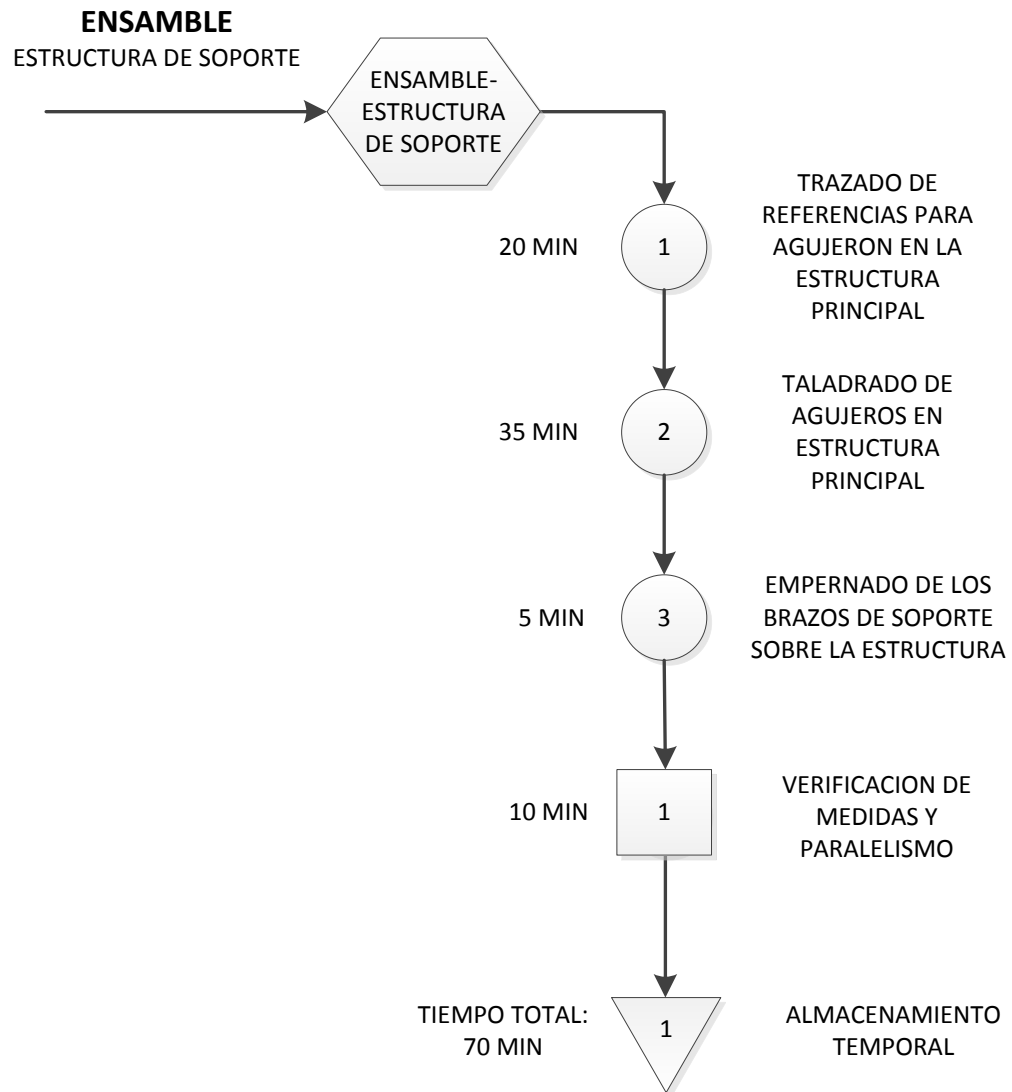 ENSAMBLE
ESTRUCTURA DE SOPORTE
ENSAMBLE-
ESTRUCTURA
DE SOPORTE
20 MIN
1
TRAZADO DE
REFERENCIAS PARA
AGUJERON EN LA
ESTRUCTURA
PRINCIPAL
35 MIN
2
TALADRADO DE
AGUJEROS EN
ESTRUCTURA
PRINCIPAL
5 MIN
3
EMPERNADO DE LOS
BRAZOS DE SOPORTE
SOBRE LA ESTRUCTURA
10 MIN
1
VERIFICACION DE
MEDIDAS Y
PARALELISMO
TIEMPO TOTAL:
70 MIN
1
ALMACENAMIENTO
TEMPORAL